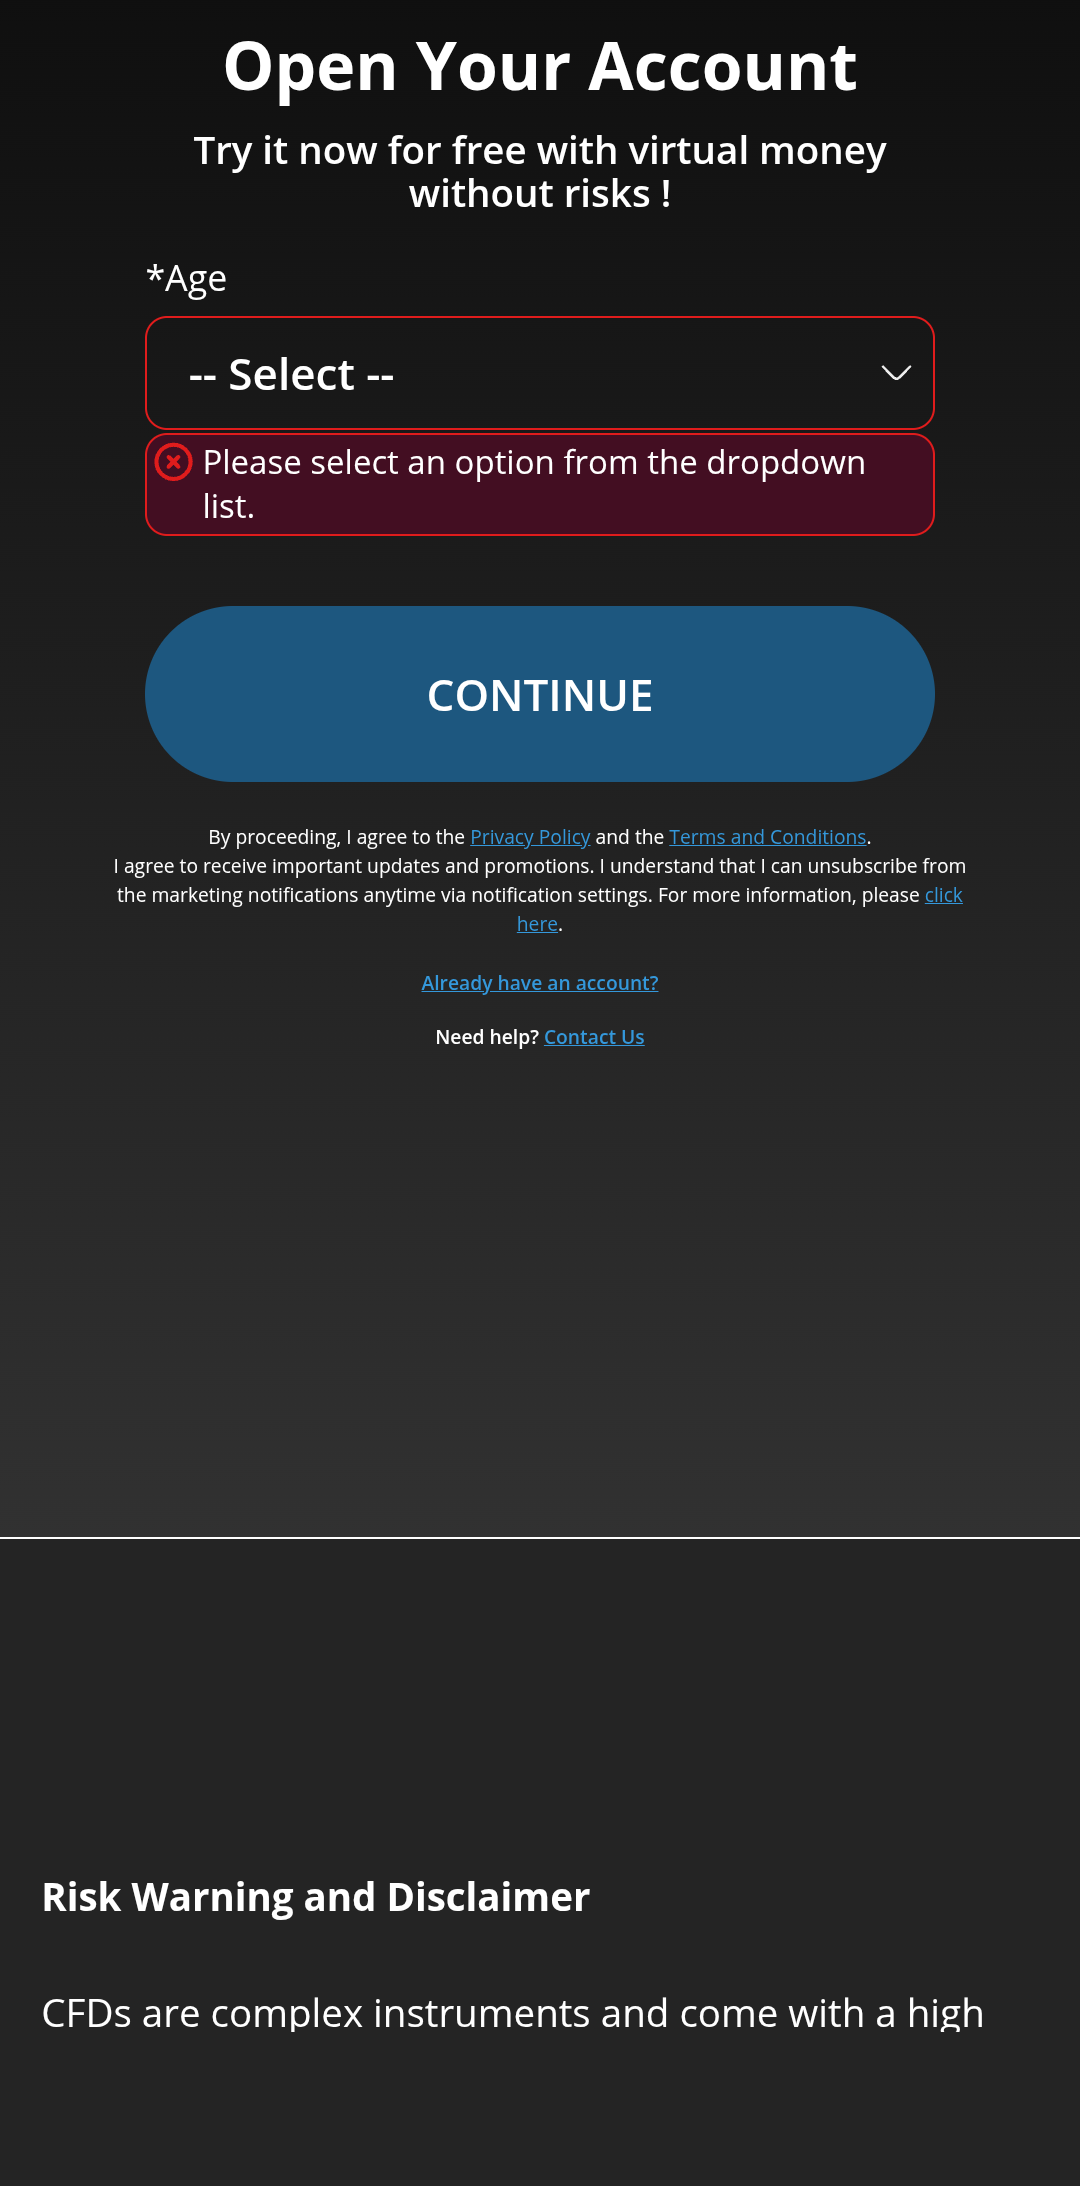 Open Your Account
Try it now for free with virtual money
without risks !
*Age
-- Select --
Please select an option from the dropdown
list.
CONTINUE
By proceeding, I agree to the Privacy Policy and the Terms and Conditions.
I agree to receive important updates and promotions. I understand that I can unsubscribe from
the marketing notifications anytime via notification settings. For more information, please click
here.
Already have an account?
Need help? Contact Us
Risk Warning and Disclaimer
CFDs are complex instruments and come with a high